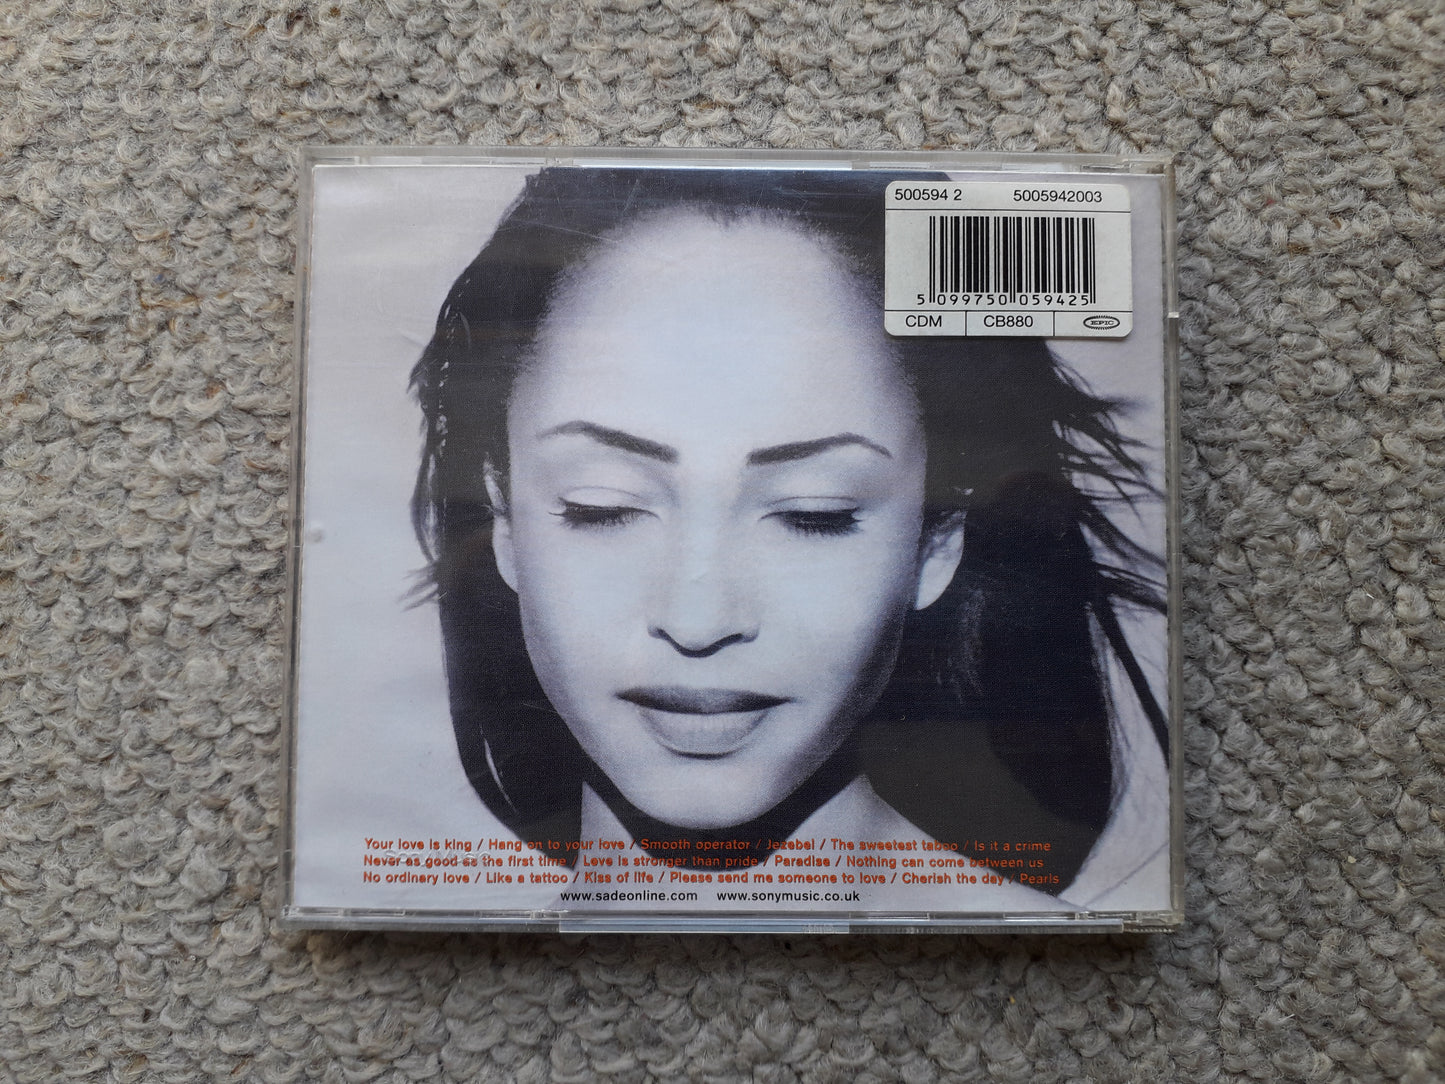 500594 2 5005942003
5 099750 059425
CDM CB880 EPIC
Your love is king / Hang on to your love / Smooth operator / Jezebel / The sweetest taboo / Is it a crime
Never as good as the first time / Love is stronger than pride / Paradise / Nothing can come between us
No ordinary love / Like a tattoo / Kiss of life / Please send me someone to love / Cherish the day / Pearls
www.sadeonline.com www.sonymusic.co.uk